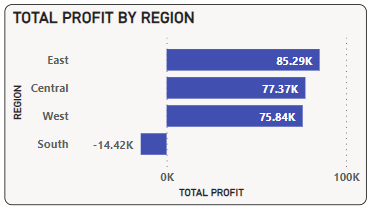 TOTAL PROFIT BY REGION
East 85.29K
Central 77.37K
West 75.84K
South -14.42K
REGION
0K 100K
TOTAL PROFIT